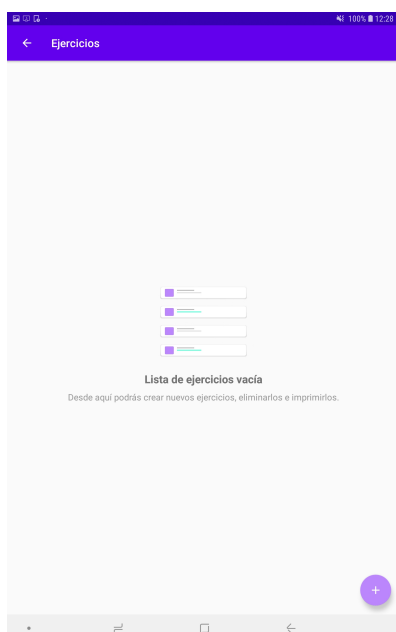 100% 12:28
Ejercicios
Lista de ejercicios vacía
Desde aquí podrás crear nuevos ejercicios, eliminarlos e imprimirlos.
+